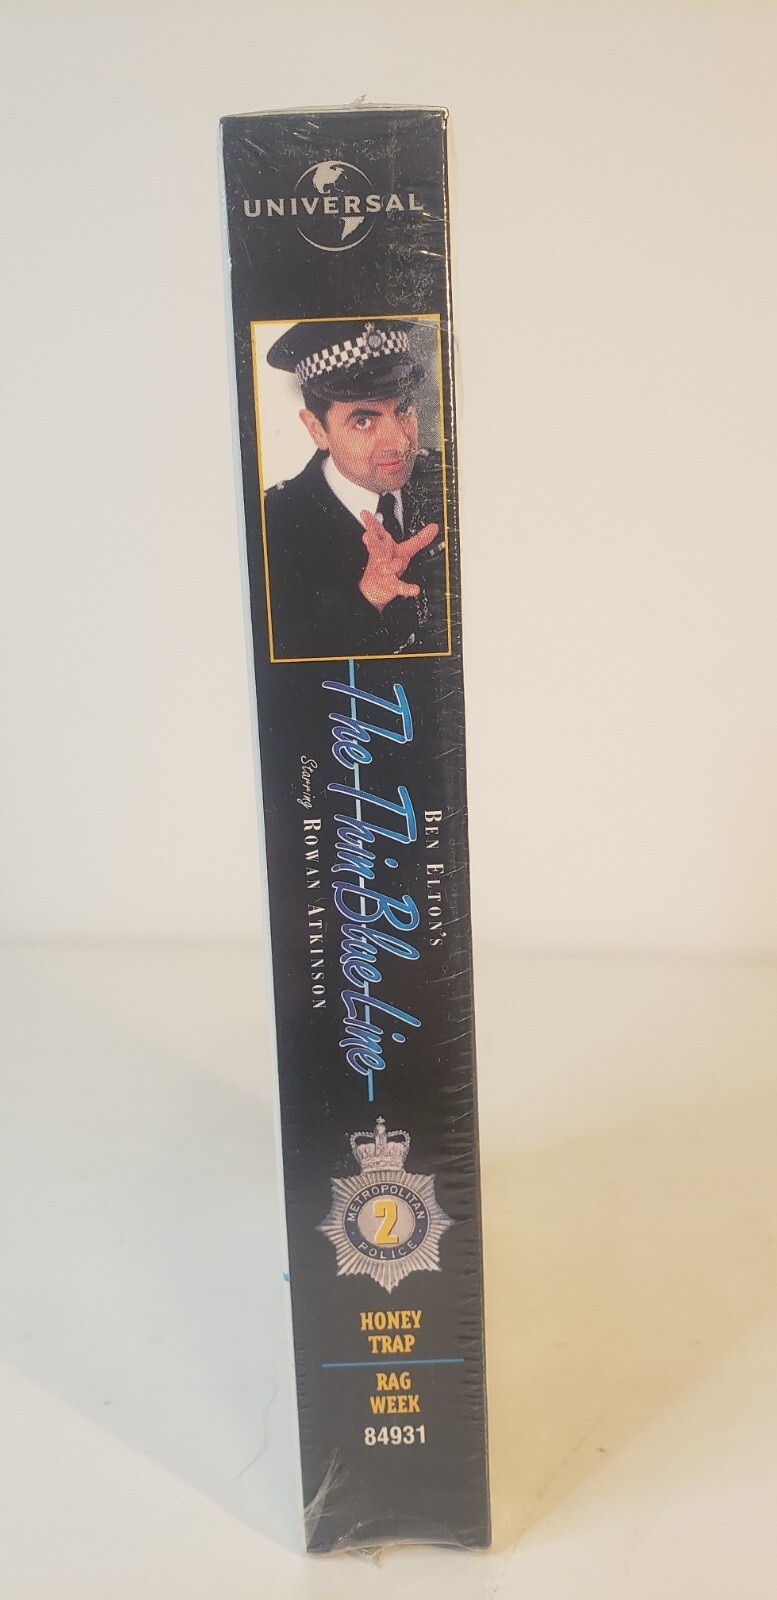 UNIVERSAL
BEN ELTON'S
The Thin Blue Line
Starring ROWAN ATKINSON
METROPOLITAN
2
POLICE
HONEY
TRAP
RAG
WEEK
84931